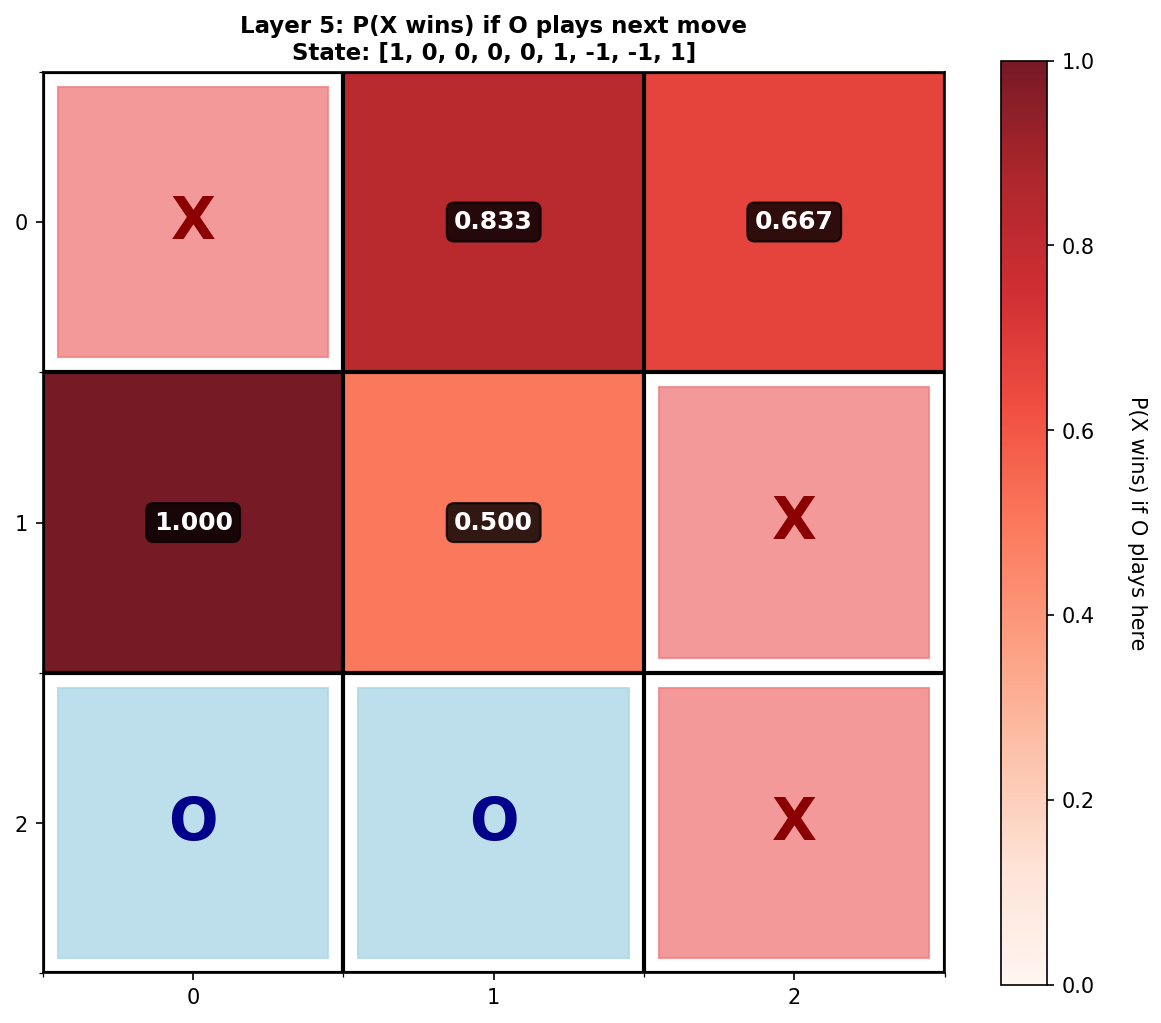 Layer 5: P(X wins) if O plays next move
State: [1, 0, 0, 0, 0, 1, -1, -1, 1]
X
0.833
0.667
1.000
0.500
X
O
O
X
0
1
2
0
1
2
1.0
0.8
0.6
0.4
0.2
0.0
P(X wins) if O plays here